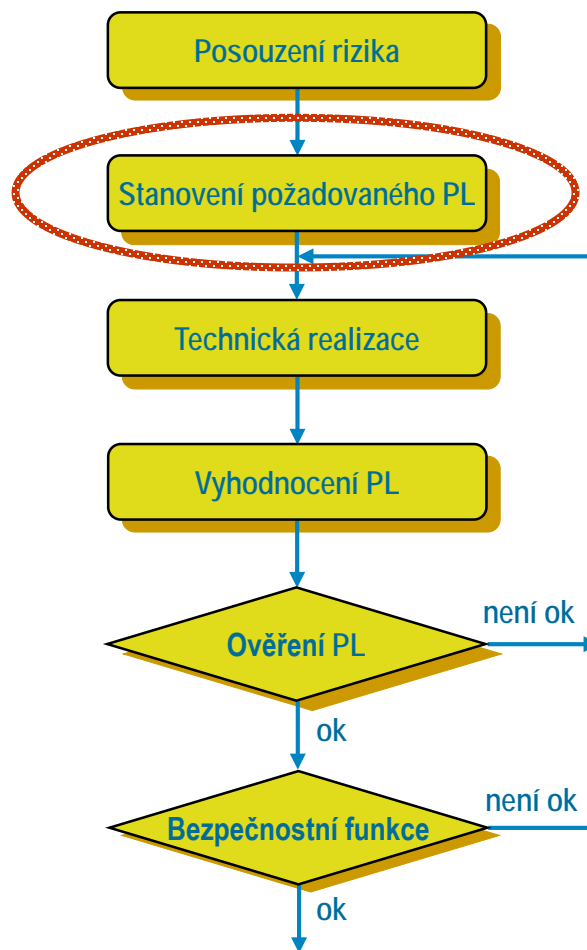 Posouzení rizika
Stanovení požadovaného PL
Technická realizace
Vyhodnocení PL
Ověření PL
není ok
ok
Bezpečnostní funkce
není ok
ok